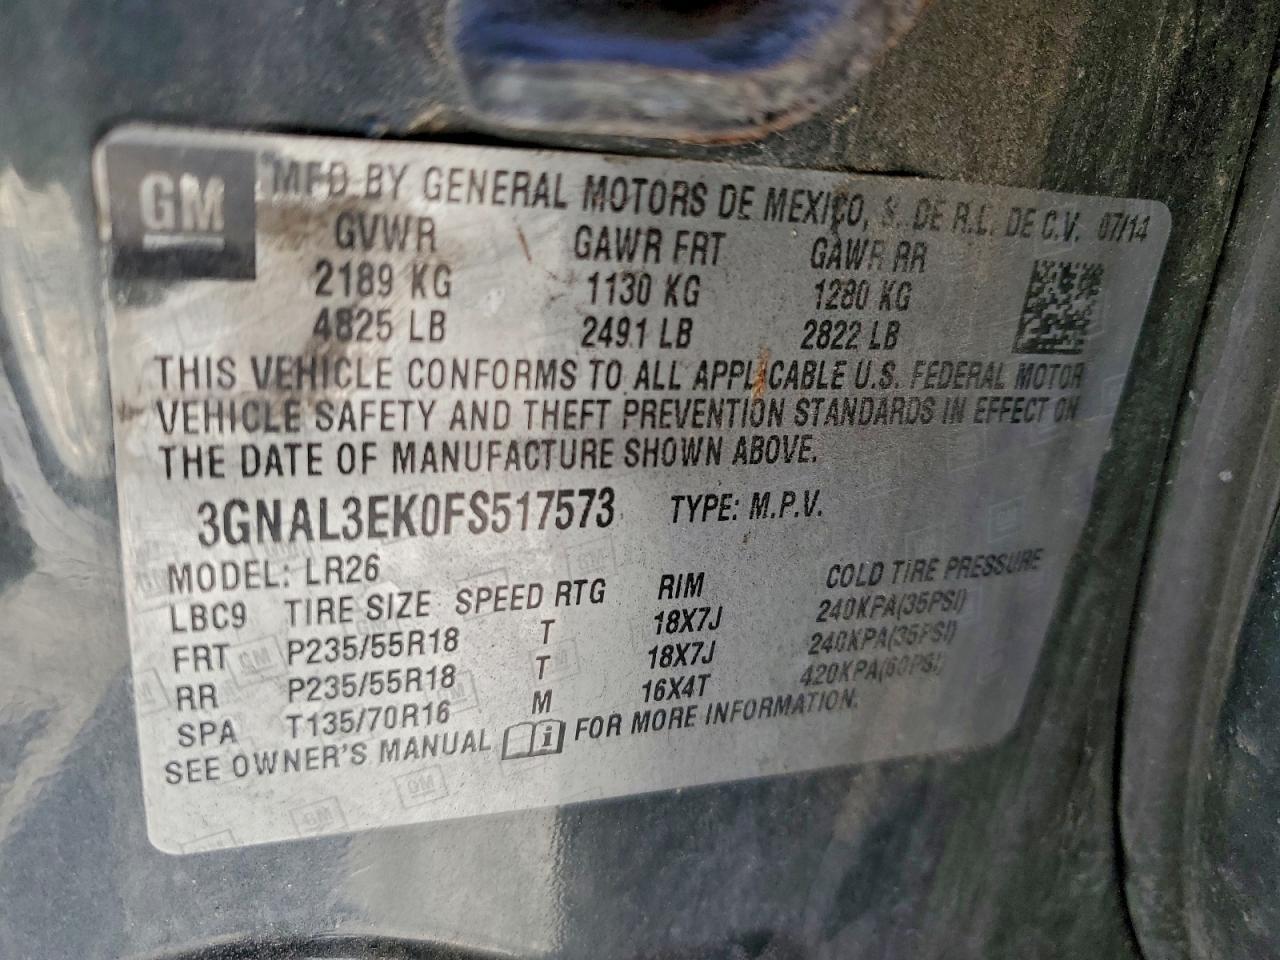 GM MFD BY GENERAL MOTORS DE MEXICO, S. DE R.L. DE C.V. 07/14
GVWR GAWR FRT GAWR RR
2189 KG 1130 KG 1280 KG
4825 LB 2491 LB 2822 LB
THIS VEHICLE CONFORMS TO ALL APPLICABLE U.S. FEDERAL MOTOR
VEHICLE SAFETY AND THEFT PREVENTION STANDARDS IN EFFECT ON
THE DATE OF MANUFACTURE SHOWN ABOVE.
3GNAL3EK0FS517573 TYPE: M.P.V.
MODEL: LR26
LBC9 TIRE SIZE SPEED RTG RIM COLD TIRE PRESSURE
FRT P235/55R18 T 18X7J 240KPA(35PSI)
RR P235/55R18 T 18X7J 240KPA(35PSI)
SPA T135/70R16 M 16X4T 420KPA(60PSI)
SEE OWNER'S MANUAL FOR MORE INFORMATION.